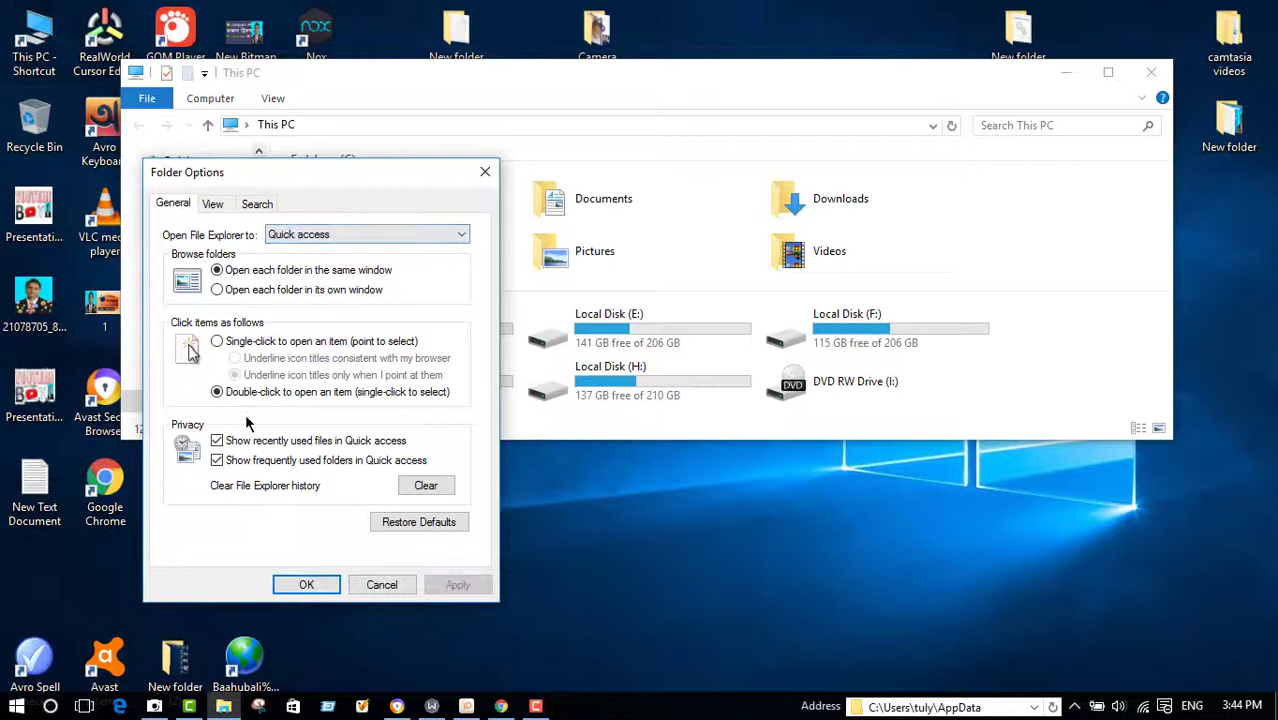 This PC -
Shortcut
RealWorld
Cursor Ed...
GOM Player
New Bitman
Nox
New folder
Camera
New folder
camtasia
videos
This PC
File
Computer
View
This PC
Search This PC
Recycle Bin
Avro
Keyboard
New folder
Folder Options
General
View
Search
Documents
Downloads
Open File Explorer to:
Quick access
Pictures
Videos
Browse folders
Open each folder in the same window
Open each folder in its own window
Presentati...
VLC media
player
Click items as follows
Single-click to open an item (point to select)
Underline icon titles consistent with my browser
Underline icon titles only when I point at them
Double-click to open an item (single-click to select)
Local Disk (E:)
141 GB free of 206 GB
Local Disk (F:)
115 GB free of 206 GB
21078705_8...
1
Local Disk (H:)
137 GB free of 210 GB
DVD RW Drive (I:)
DVD
Privacy
Show recently used files in Quick access
Show frequently used folders in Quick access
Clear File Explorer history
Clear
Restore Defaults
Presentati...
Avast Secu
Browse
New Text
Document
Google
Chrome
OK
Cancel
Apply
Avro Spell
Avast
New folder
Baahubali%...
Address
C:\Users\tuly\AppData
ENG
3:44 PM